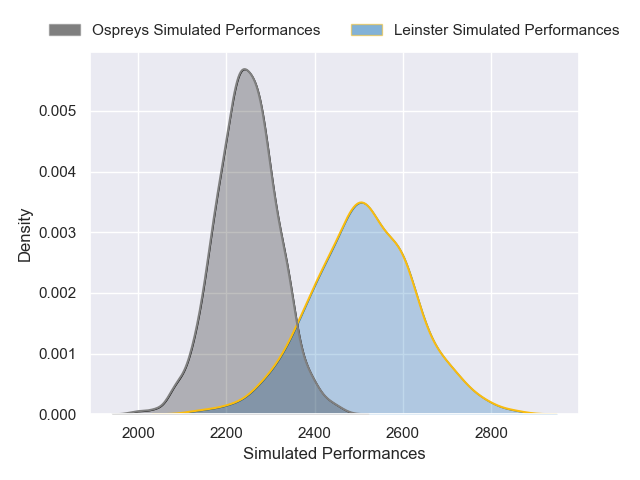 Ospreys Simulated Performances Leinster Simulated Performances
0.005
0.004
0.003
0.002
0.001
0.000
Density
2000 2200 2400 2600 2800
Simulated Performances